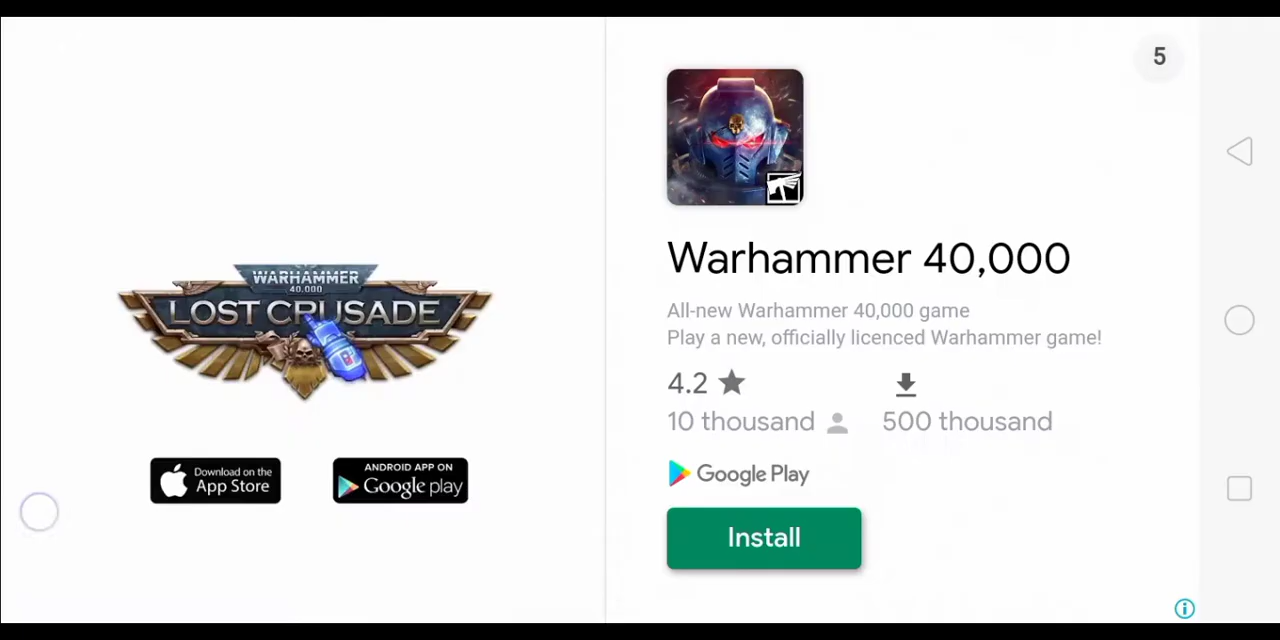 WARHAMMER
40,000
LOST CRUSADE
Download on the
App Store
ANDROID APP ON
Google play
5
Warhammer 40,000
All-new Warhammer 40,000 game
Play a new, officially licenced Warhammer game!
4.2
10 thousand
500 thousand
Google Play
Install